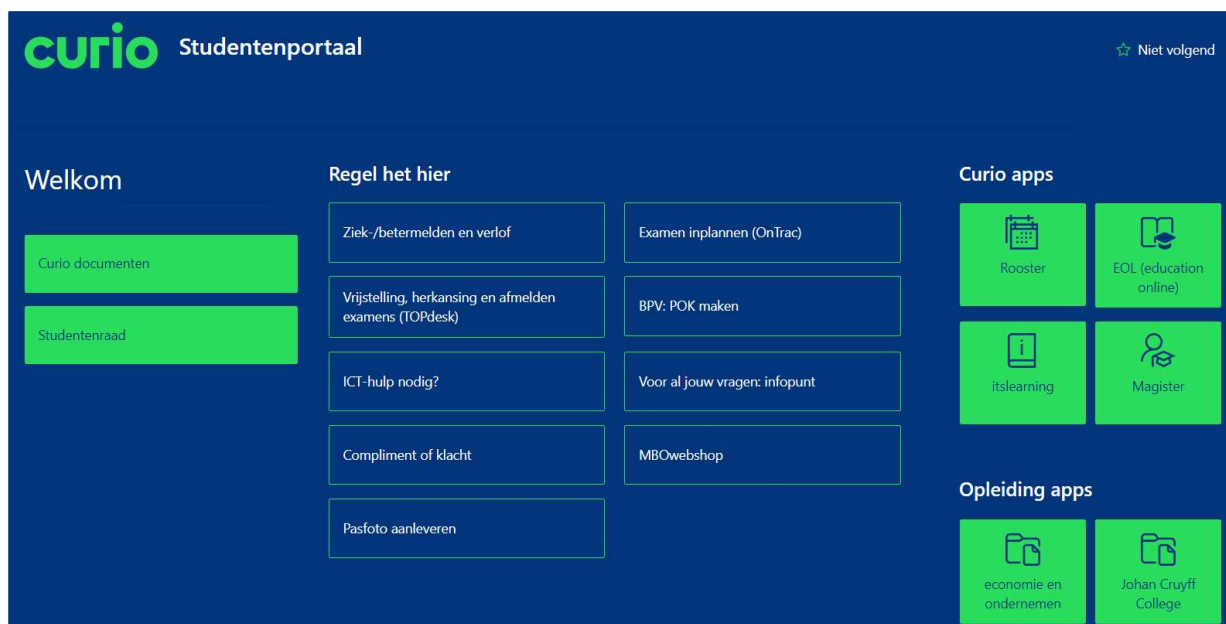 curio Studentenportaal
Niet volgend
Welkom
Curio documenten
Studentenraad
Regel het hier
Ziek-/betermelden en verlof
Examen inplannen (OnTrac)
Vrijstelling, herkansing en afmelden
examens (TOPdesk)
BPV: POK maken
ICT-hulp nodig?
Voor al jouw vragen: infopunt
Compliment of klacht
MBOwebshop
Pasfoto aanleveren
Curio apps
Rooster
EOL (education
online)
itslearning
Magister
Opleiding apps
economie en
ondernemen
Johan Cruyff
College